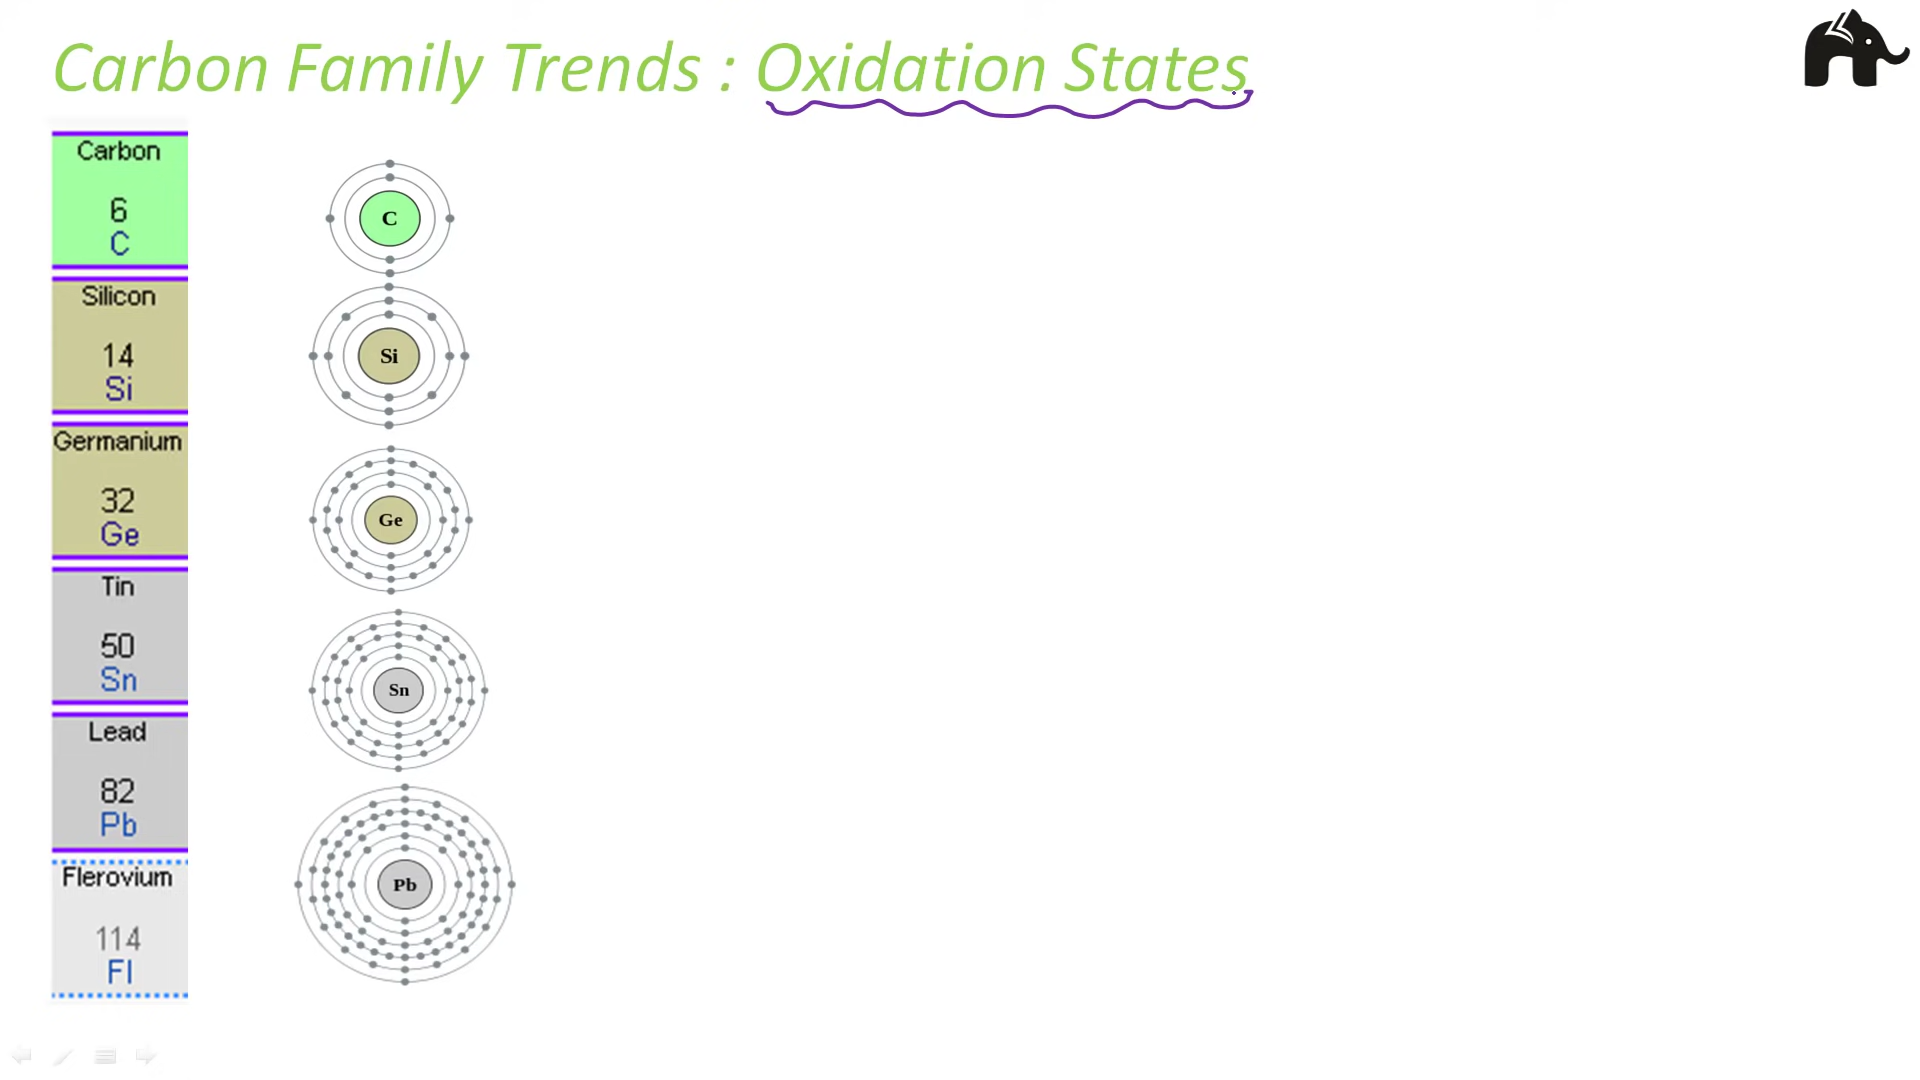 Carbon Family Trends : Oxidation States
Carbon
6
C
Silicon
14
Si
Germanium
32
Ge
Tin
50
Sn
Lead
82
Pb
Flerovium
114
Fl
C
Si
Ge
Sn
Pb